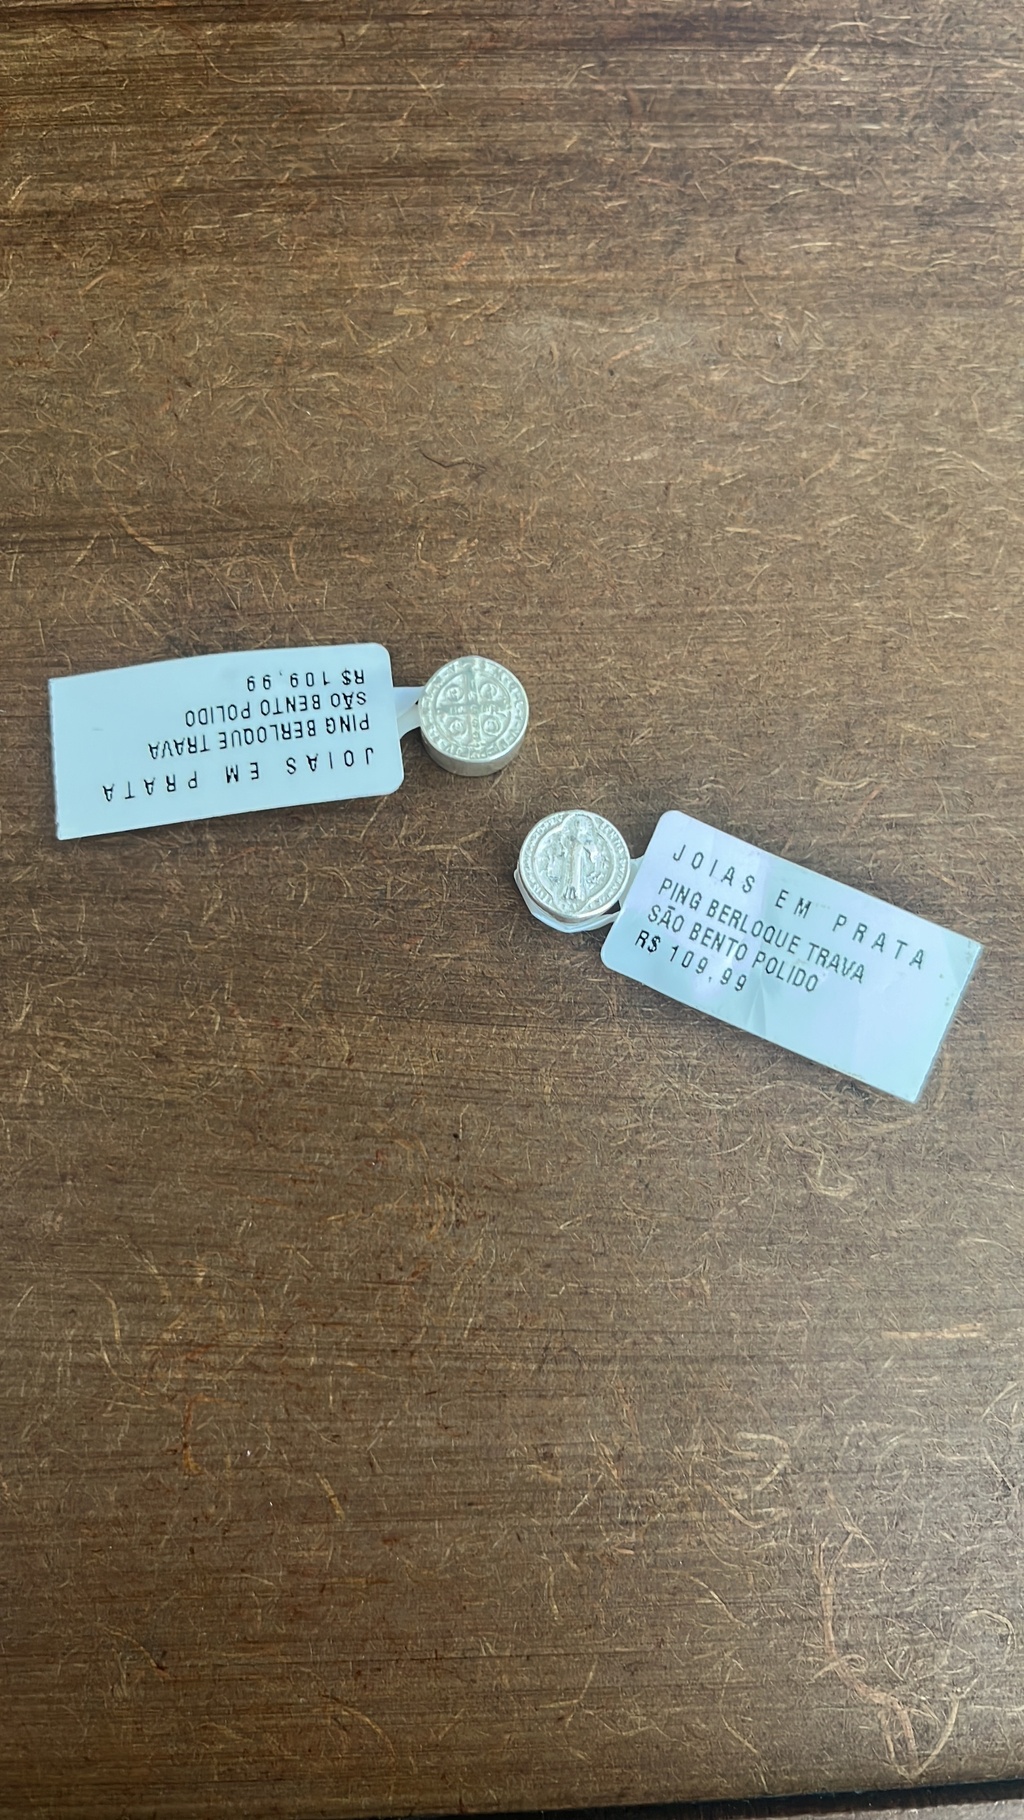 JOIAS EM PRATA
PING BERLOQUE TRAVA
SÃO BENTO POLIDO
R$ 109,99
JOIAS EM PRATA
PING BERLOQUE TRAVA
SÃO BENTO POLIDO
R$ 109,99